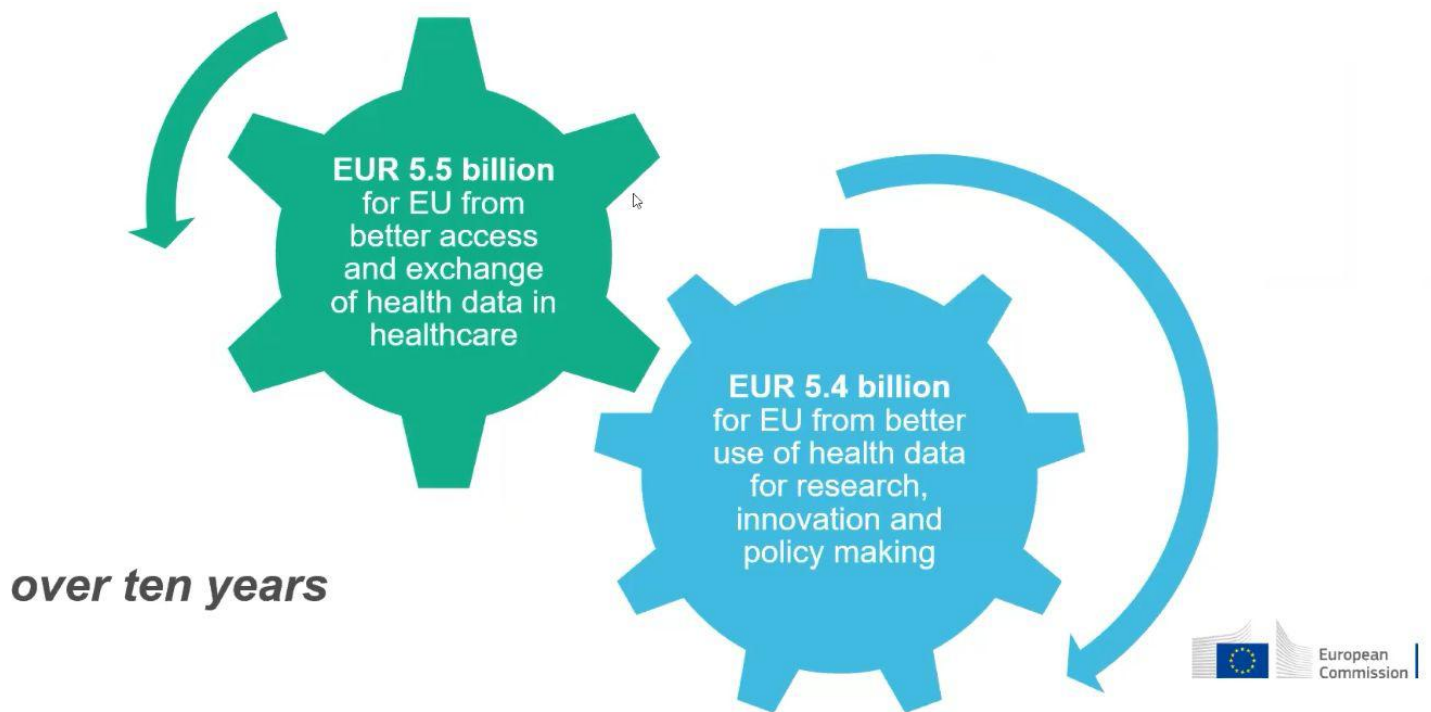 EUR 5.5 billion
for EU from
better access
and exchange
of health data in
healthcare
EUR 5.4 billion
for EU from better
use of health data
for research,
innovation and
policy making
over ten years
European
Commission